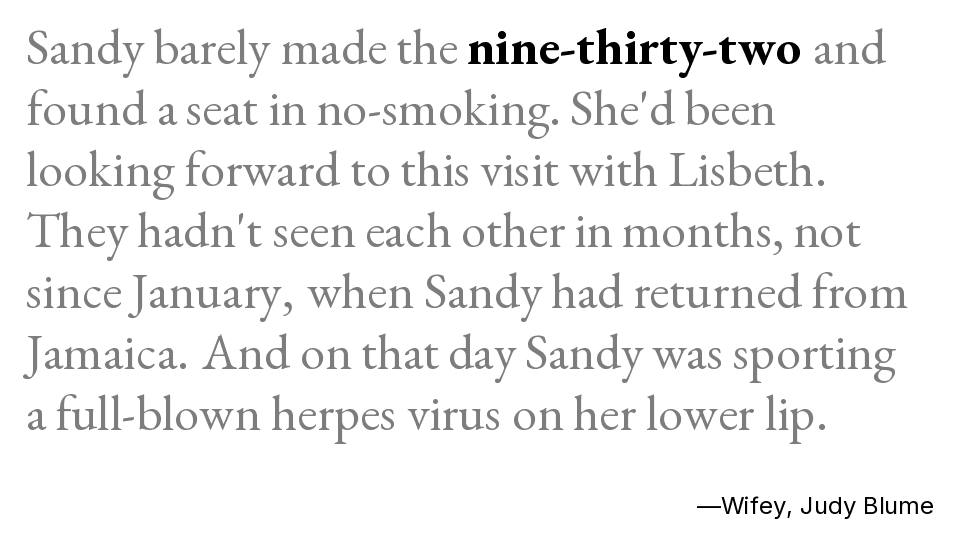 Sandy barely made the nine-thirty-two and
found a seat in no-smoking. She'd been
looking forward to this visit with Lisbeth.
They hadn't seen each other in months, not
since January, when Sandy had returned from
Jamaica. And on that day Sandy was sporting
a full-blown herpes virus on her lower lip.
—Wifey, Judy Blume